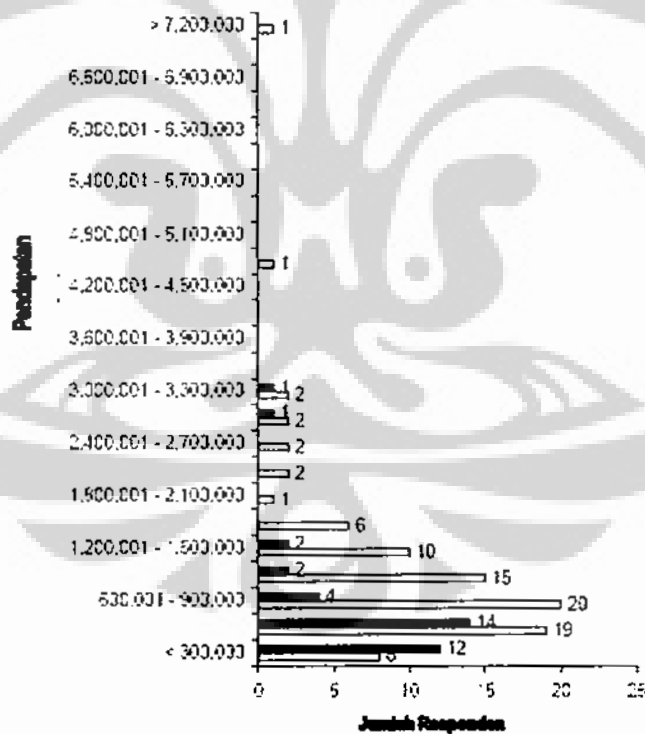 > 7,200,000 1
6,600,001 - 6,900,000
6,000,001 - 6,300,000
5,400,001 - 5,700,000
4,800,001 - 5,100,000
1
4,200,001 - 4,500,000
Pendapatan
3,600,001 - 3,900,000
1
3,000,001 - 3,300,000 2
1
2
2,400,001 - 2,700,000 2
2
1,800,001 - 2,100,000 1
6
2
1,200,001 - 1,500,000 10
2
15
4
600,001 - 900,000 20
14
19
12
< 300,000 8
0 5 10 15 20 25
Jumlah Responden